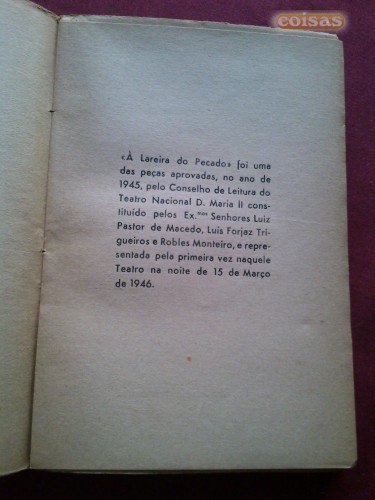 coisas
«À Lareira do Pecado» foi uma
das peças aprovadas, no ano de
1945, pelo Conselho de Leitura do
Teatro Nacional D. Maria II cons-
tituído pelos Ex.mos Senhores Luiz
Pastor de Macedo, Luís Forjaz Tri-
gueiros e Robles Monteiro, e repre-
sentada pela primeira vez naquele
Teatro na noite de 15 de Março
de 1946.